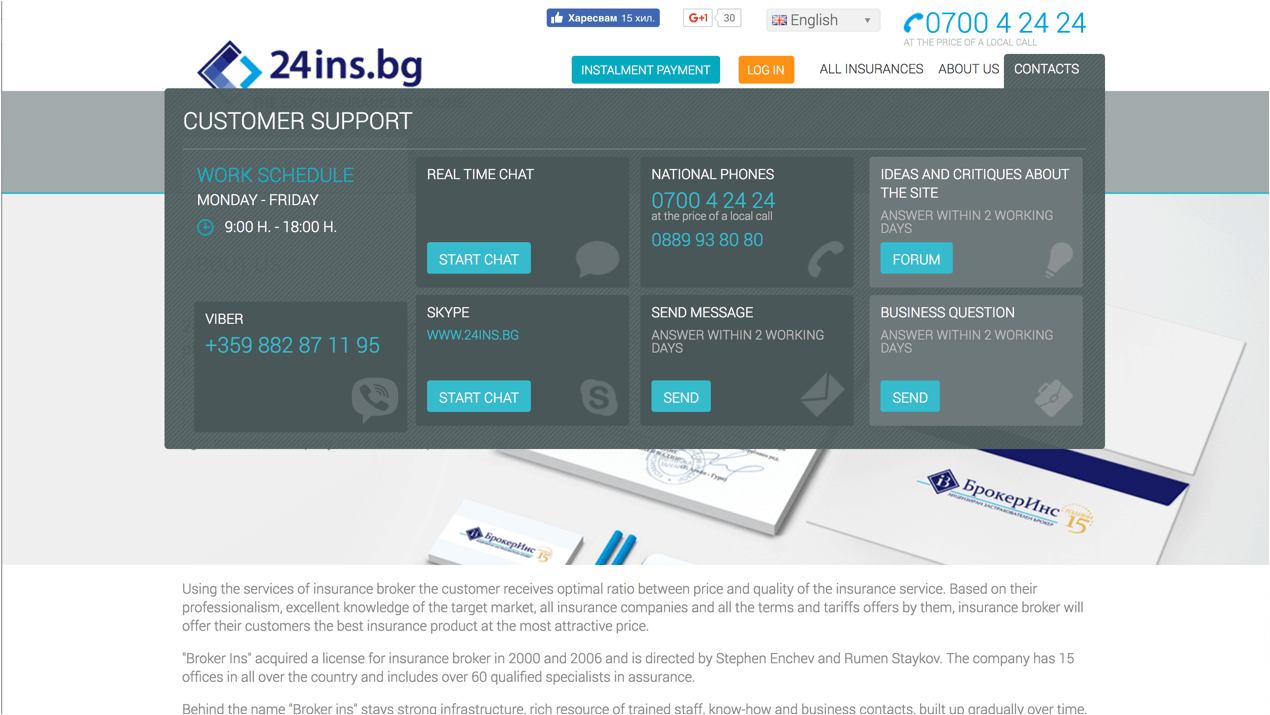 Харесвам 15 хил.
G+1 30
English
0700 4 24 24
AT THE PRICE OF A LOCAL CALL
24ins.bg
INSTALMENT PAYMENT
LOG IN
ALL INSURANCES
ABOUT US
CONTACTS
CUSTOMER SUPPORT
WORK SCHEDULE
MONDAY - FRIDAY
9:00 H. - 18:00 H.
REAL TIME CHAT
START CHAT
NATIONAL PHONES
0700 4 24 24
at the price of a local call
0889 93 80 80
IDEAS AND CRITIQUES ABOUT
THE SITE
ANSWER WITHIN 2 WORKING
DAYS
FORUM
VIBER
+359 882 87 11 95
SKYPE
WWW.24INS.BG
START CHAT
SEND MESSAGE
ANSWER WITHIN 2 WORKING
DAYS
SEND
BUSINESS QUESTION
ANSWER WITHIN 2 WORKING
DAYS
SEND
БрокерИнс
ЛИЦЕНЗИРАН ЗАСТРАХОВАТЕЛЕН БРОКЕР
15
БрокерИнс
15
Using the services of insurance broker the customer receives optimal ratio between price and quality of the insurance service. Based on their
professionalism, excellent knowledge of the target market, all insurance companies and all the terms and tariffs offers by them, insurance broker will
offer their customers the best insurance product at the most attractive price.
"Broker Ins" acquired a license for insurance broker in 2000 and 2006 and is directed by Stephen Enchev and Rumen Staykov. The company has 15
offices in all over the country and includes over 60 qualified specialists in assurance.
Behind the name "Broker ins" stays strong infrastructure, rich resource of trained staff, know-how and business contacts, built up gradually over time.